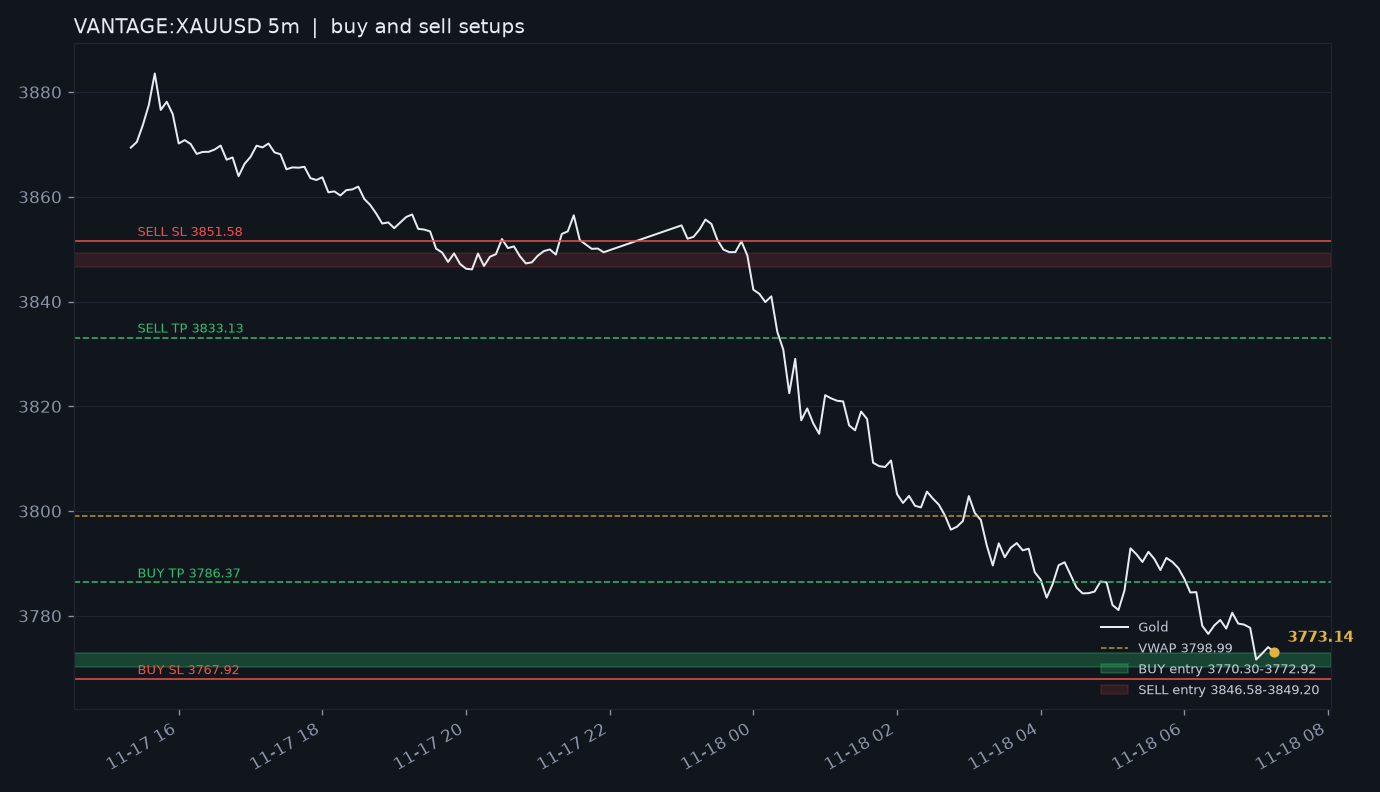 VANTAGE:XAUUSD 5m | buy and sell setups
3880
3860
SELL SL 3851.58
3840
SELL TP 3833.13
3820
3800
BUY TP 3786.37
3780
Gold
3773.14
VWAP 3798.99
BUY SL 3767.92
BUY entry 3770.30-3772.92
SELL entry 3846.58-3849.20
11-17 16
11-17 18
11-17 20
11-17 22
11-18 00
11-18 02
11-18 04
11-18 06
11-18 08